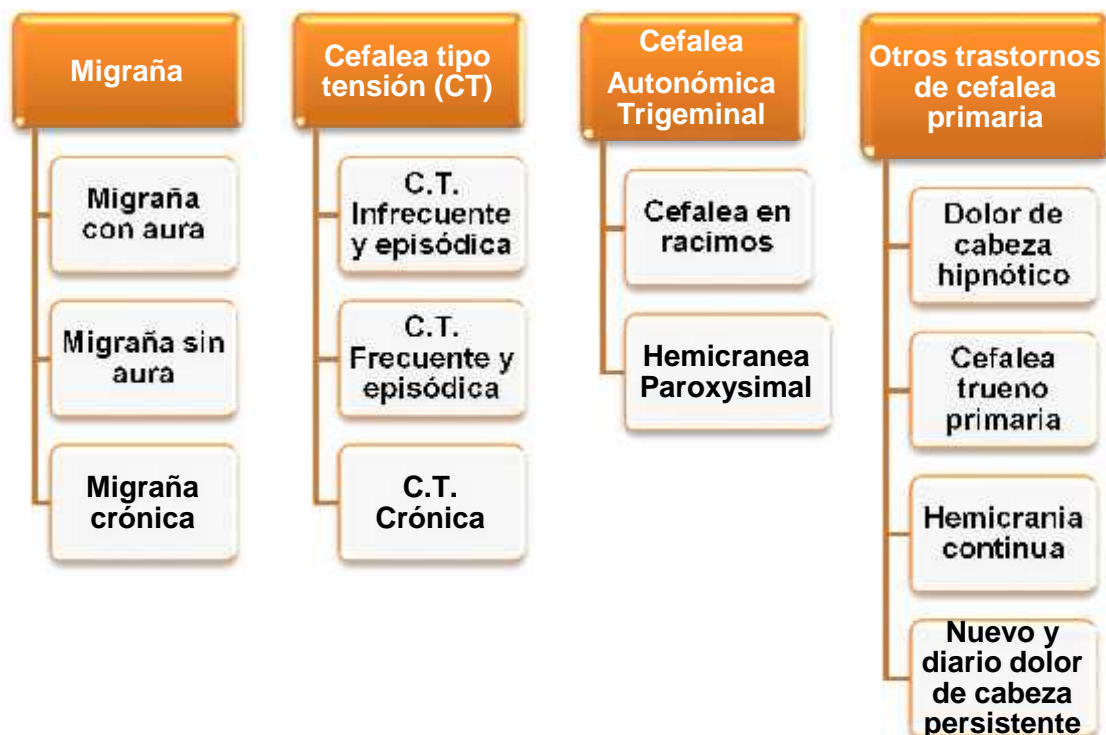 Migraña
Migraña
con aura
Migraña sin
aura
Migraña
crónica
Cefalea tipo
tensión (CT)
C.T.
Infrecuente
y episódica
C.T.
Frecuente y
episódica
C.T.
Crónica
Cefalea
Autonómica
Trigeminal
Cefalea en
racimos
Hemicranea
Paroxysimal
Otros trastornos
de cefalea
primaria
Dolor de
cabeza
hipnótico
Cefalea
trueno
primaria
Hemicrania
continua
Nuevo y
diario dolor
de cabeza
persistente